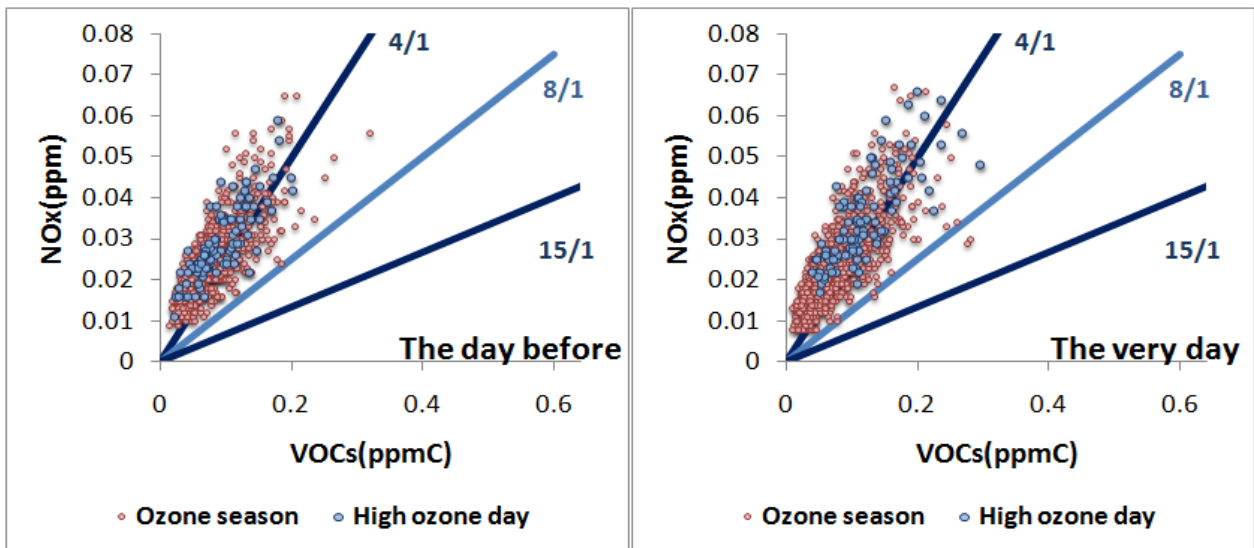 0.08
0.07
0.06
0.05
0.04
0.03
0.02
0.01
0
NOx(ppm)
4/1
8/1
15/1
The day before
0 0.2 0.4 0.6
VOCs(ppmC)
Ozone season High ozone day
0.08
0.07
0.06
0.05
0.04
0.03
0.02
0.01
0
NOx(ppm)
4/1
8/1
15/1
The very day
0 0.2 0.4 0.6
VOCs(ppmC)
Ozone season High ozone day